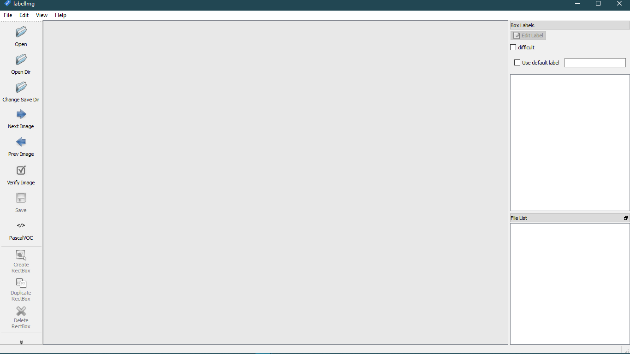 labelImg
File Edit View Help
Open
Open Dir
Change Save Dir
Next Image
Prev Image
Verify Image
Save
</>
PascalVOC
Create
RectBox
Duplicate
RectBox
Delete
RectBox
Box Labels
Edit Label
difficult
Use default label
File List